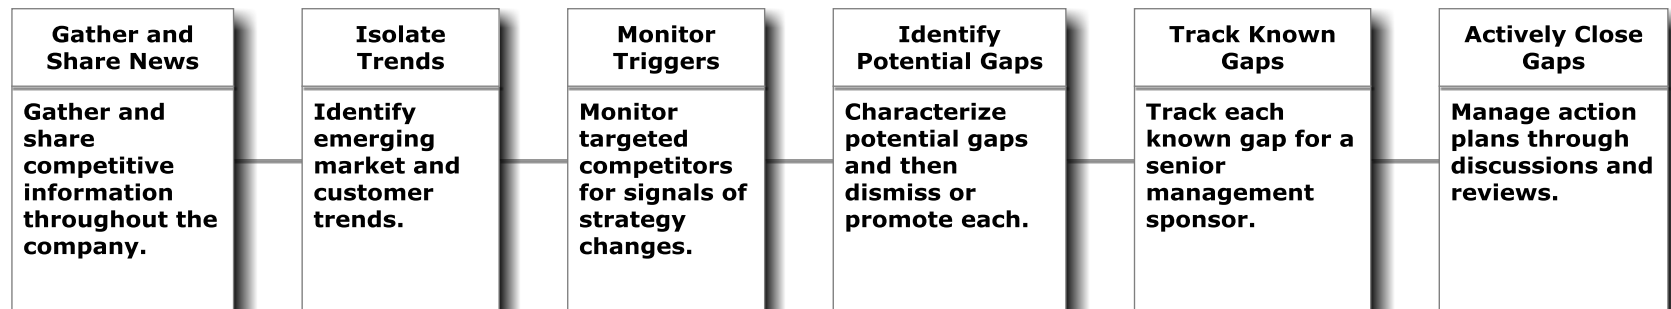 Gather and
Share News
Gather and
share
competitive
information
throughout the
company.
Isolate
Trends
Identify
emerging
market and
customer
trends.
Monitor
Triggers
Monitor
targeted
competitors
for signals of
strategy
changes.
Identify
Potential Gaps
Characterize
potential gaps
and then
dismiss or
promote each.
Track Known
Gaps
Track each
known gap for a
senior
management
sponsor.
Actively Close
Gaps
Manage action
plans through
discussions and
reviews.